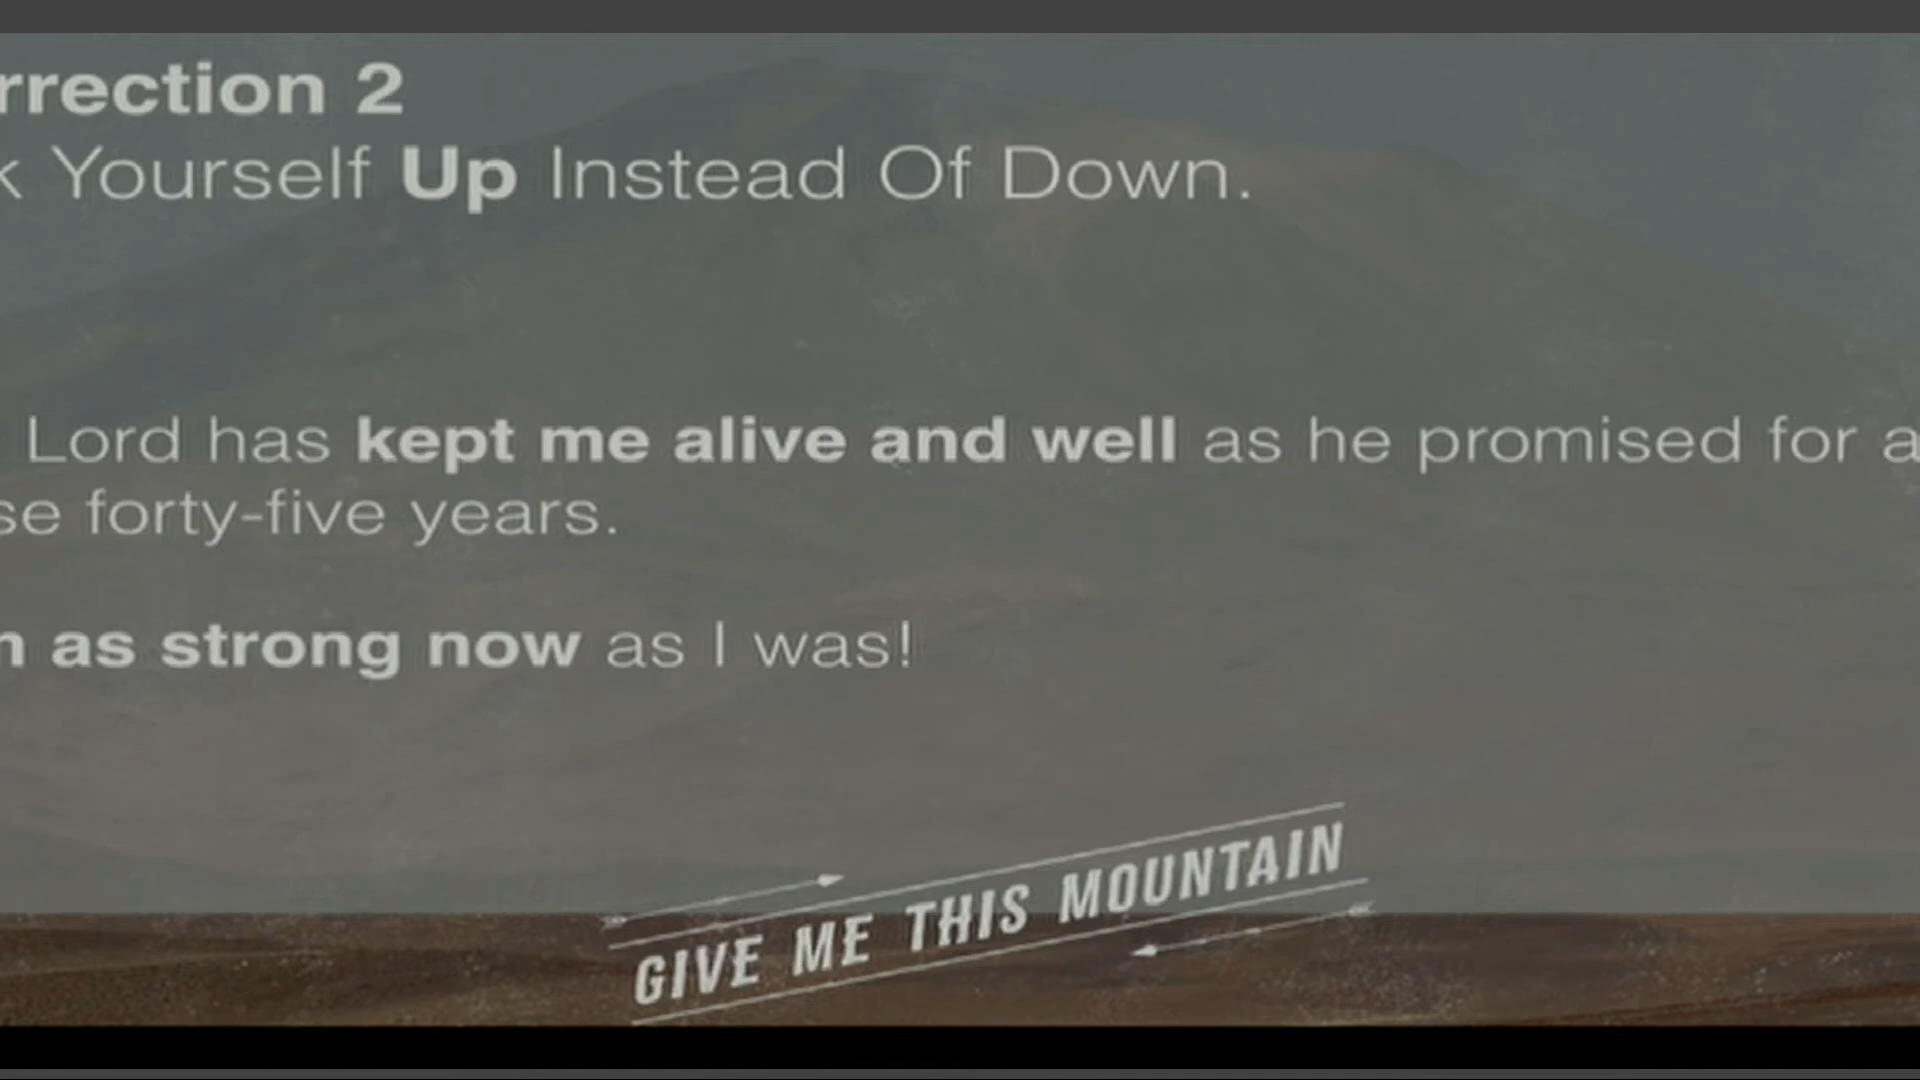 rrection 2
k Yourself Up Instead Of Down.
Lord has kept me alive and well as he promised for a
se forty-five years.
as strong now as I was!
GIVE ME THIS MOUNTAIN